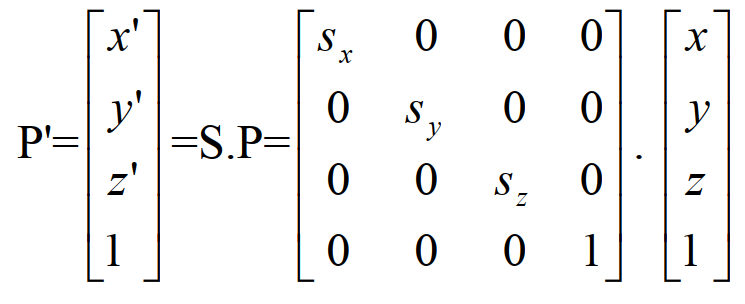 P'= [ x' y' z' 1 ] =S.P= [ s_x 0 0 0 ; 0 s_y 0 0 ; 0 0 s_z 0 ; 0 0 0 1 ] . [ x y z 1 ]